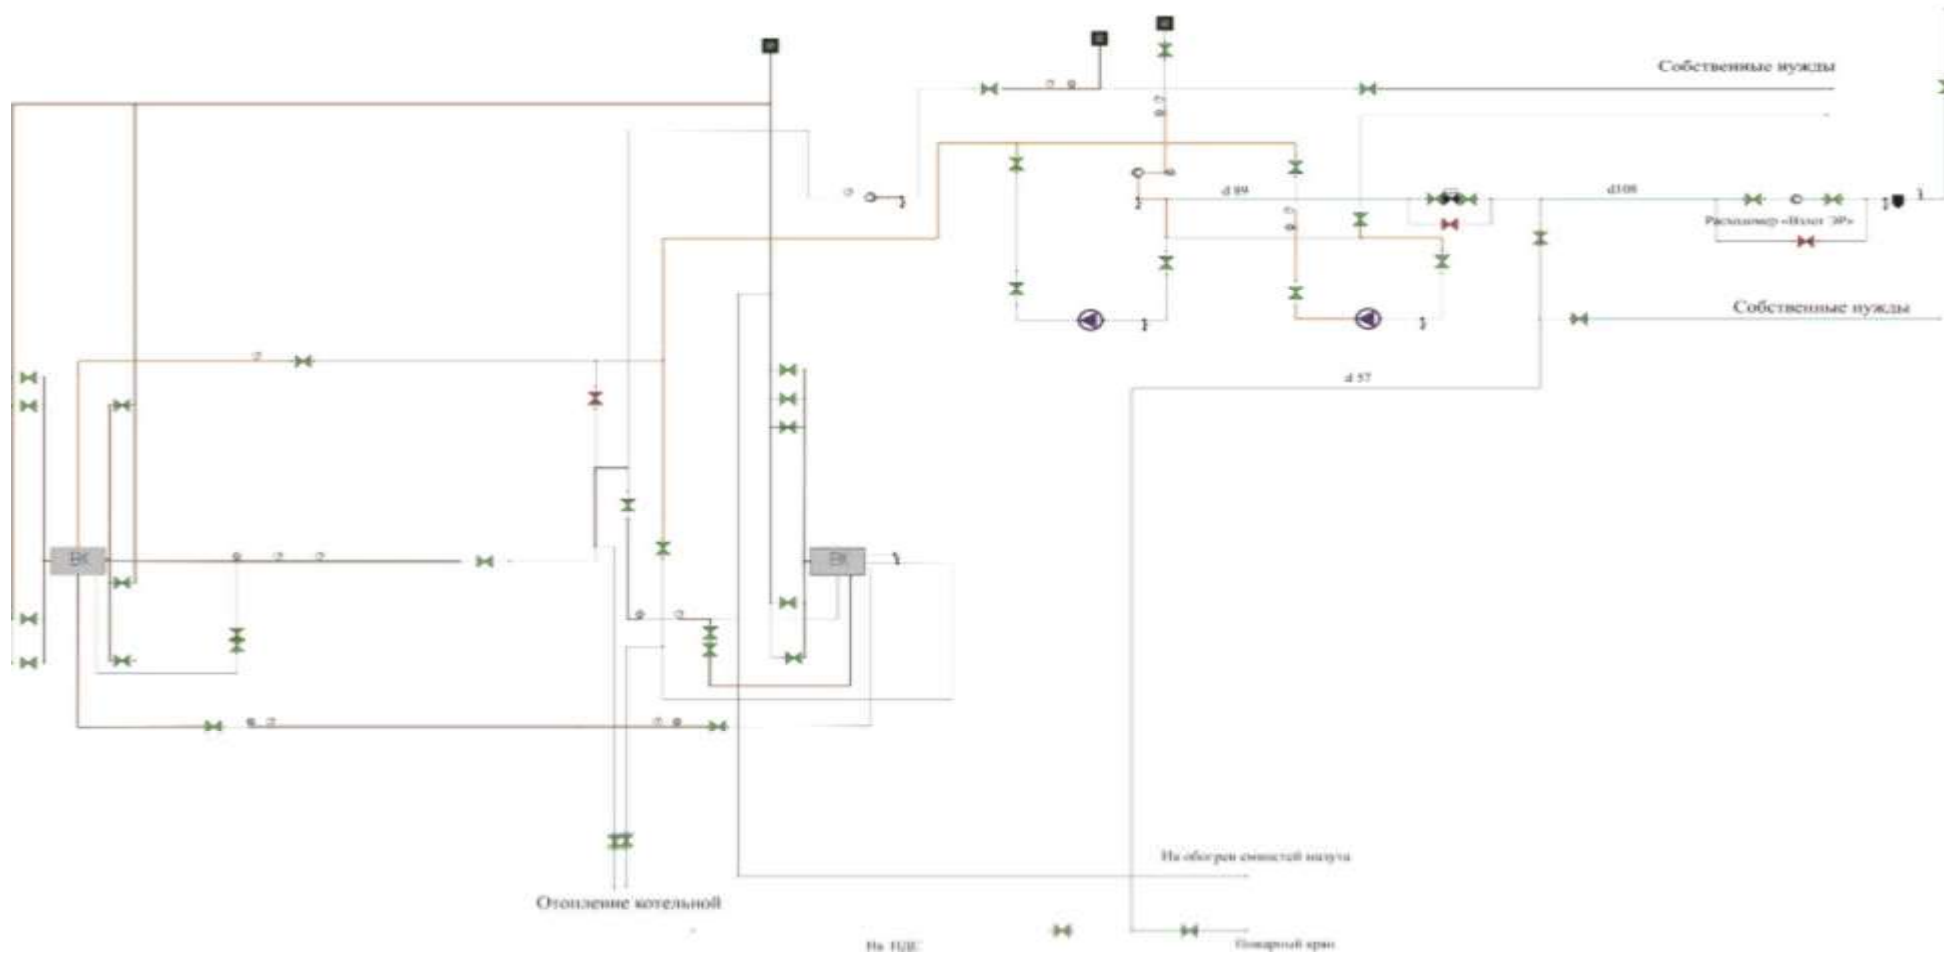 Собственные нужды
d 89
d108
Расходомер «Взлет ЭР»
Собственные нужды
d 57
ВК
ВК
На обогрев емкостей мазута
Отопление котельной
Пожарный кран